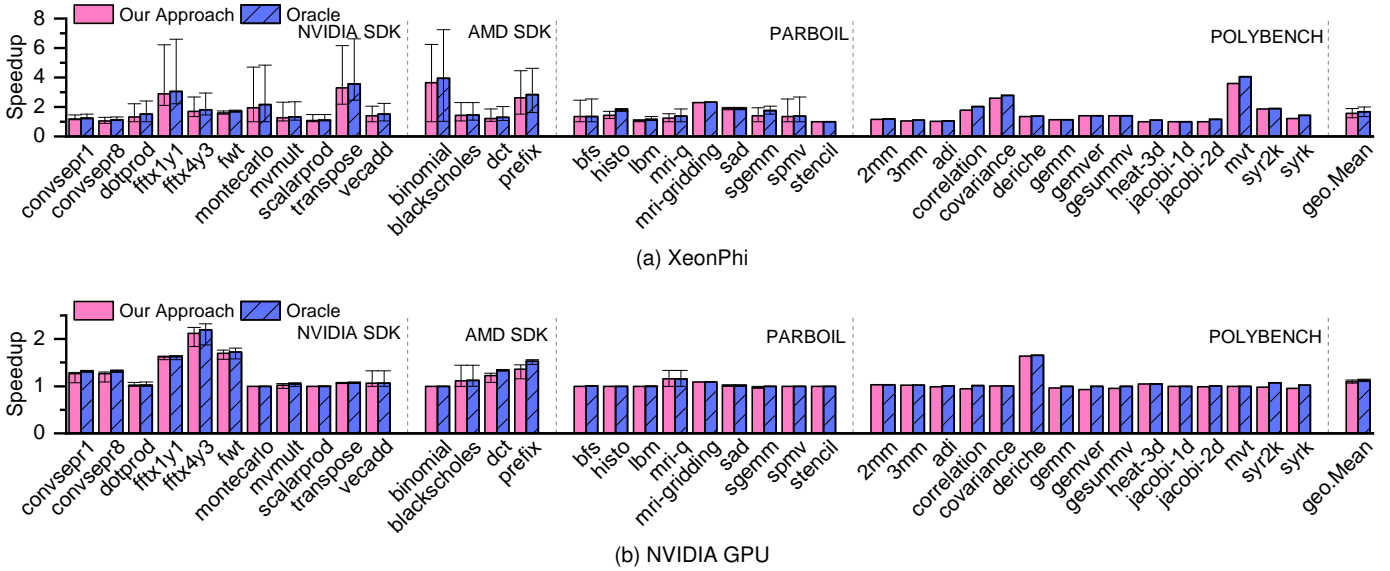 Our Approach Oracle
NVIDIA SDK
AMD SDK
PARBOIL
POLYBENCH
Speedup
8
6
4
2
0
convsepr1
convsepr8
dotprod
fftx1y1
fftx4y3
fwt
montecarlo
mvmult
scalarprod
transpose
vecadd
binomial
blackscholes
dct
prefix
bfs
histo
lbm
mri-q
mri-gridding
sad
sgemm
spmv
stencil
2mm
3mm
adi
correlation
covariance
deriche
gemm
gemver
gesummv
heat-3d
jacobi-1d
jacobi-2d
mvt
syr2k
syrk
geo.Mean
(a) XeonPhi
Our Approach Oracle
NVIDIA SDK
AMD SDK
PARBOIL
POLYBENCH
Speedup
2
1
0
convsepr1
convsepr8
dotprod
fftx1y1
fftx4y3
fwt
montecarlo
mvmult
scalarprod
transpose
vecadd
binomial
blackscholes
dct
prefix
bfs
histo
lbm
mri-q
mri-gridding
sad
sgemm
spmv
stencil
2mm
3mm
adi
correlation
covariance
deriche
gemm
gemver
gesummv
heat-3d
jacobi-1d
jacobi-2d
mvt
syr2k
syrk
geo.Mean
(b) NVIDIA GPU